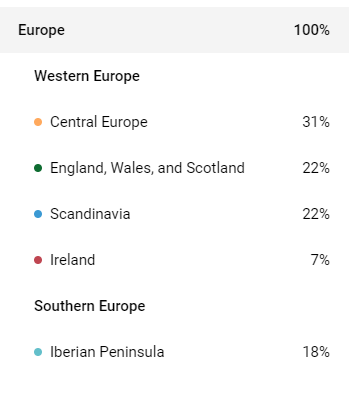 Europe 100%
Western Europe
Central Europe 31%
England, Wales, and Scotland 22%
Scandinavia 22%
Ireland 7%
Southern Europe
Iberian Peninsula 18%